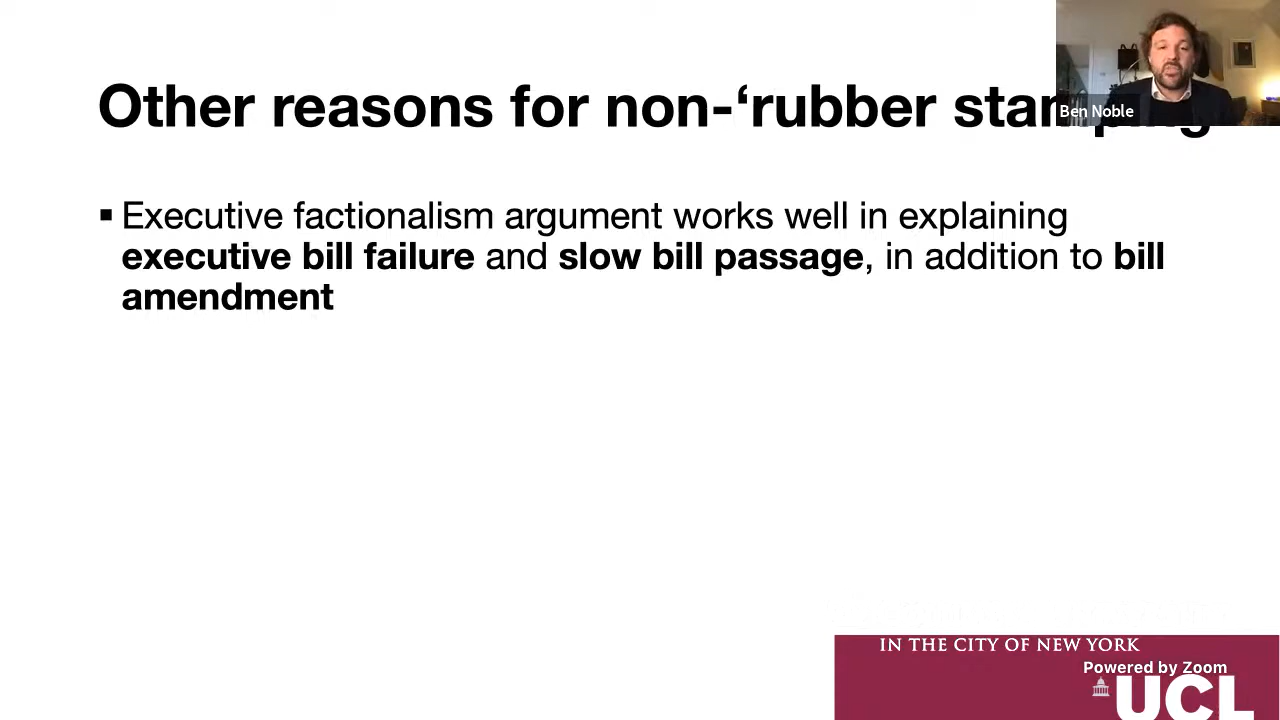 Other reasons for non-‘rubber
Ben Noble
▪ Executive factionalism argument works well in explaining
executive bill failure and slow bill passage, in addition to bill
amendment
IN THE CITY OF NEW YORK
Powered by Zoom
UCL